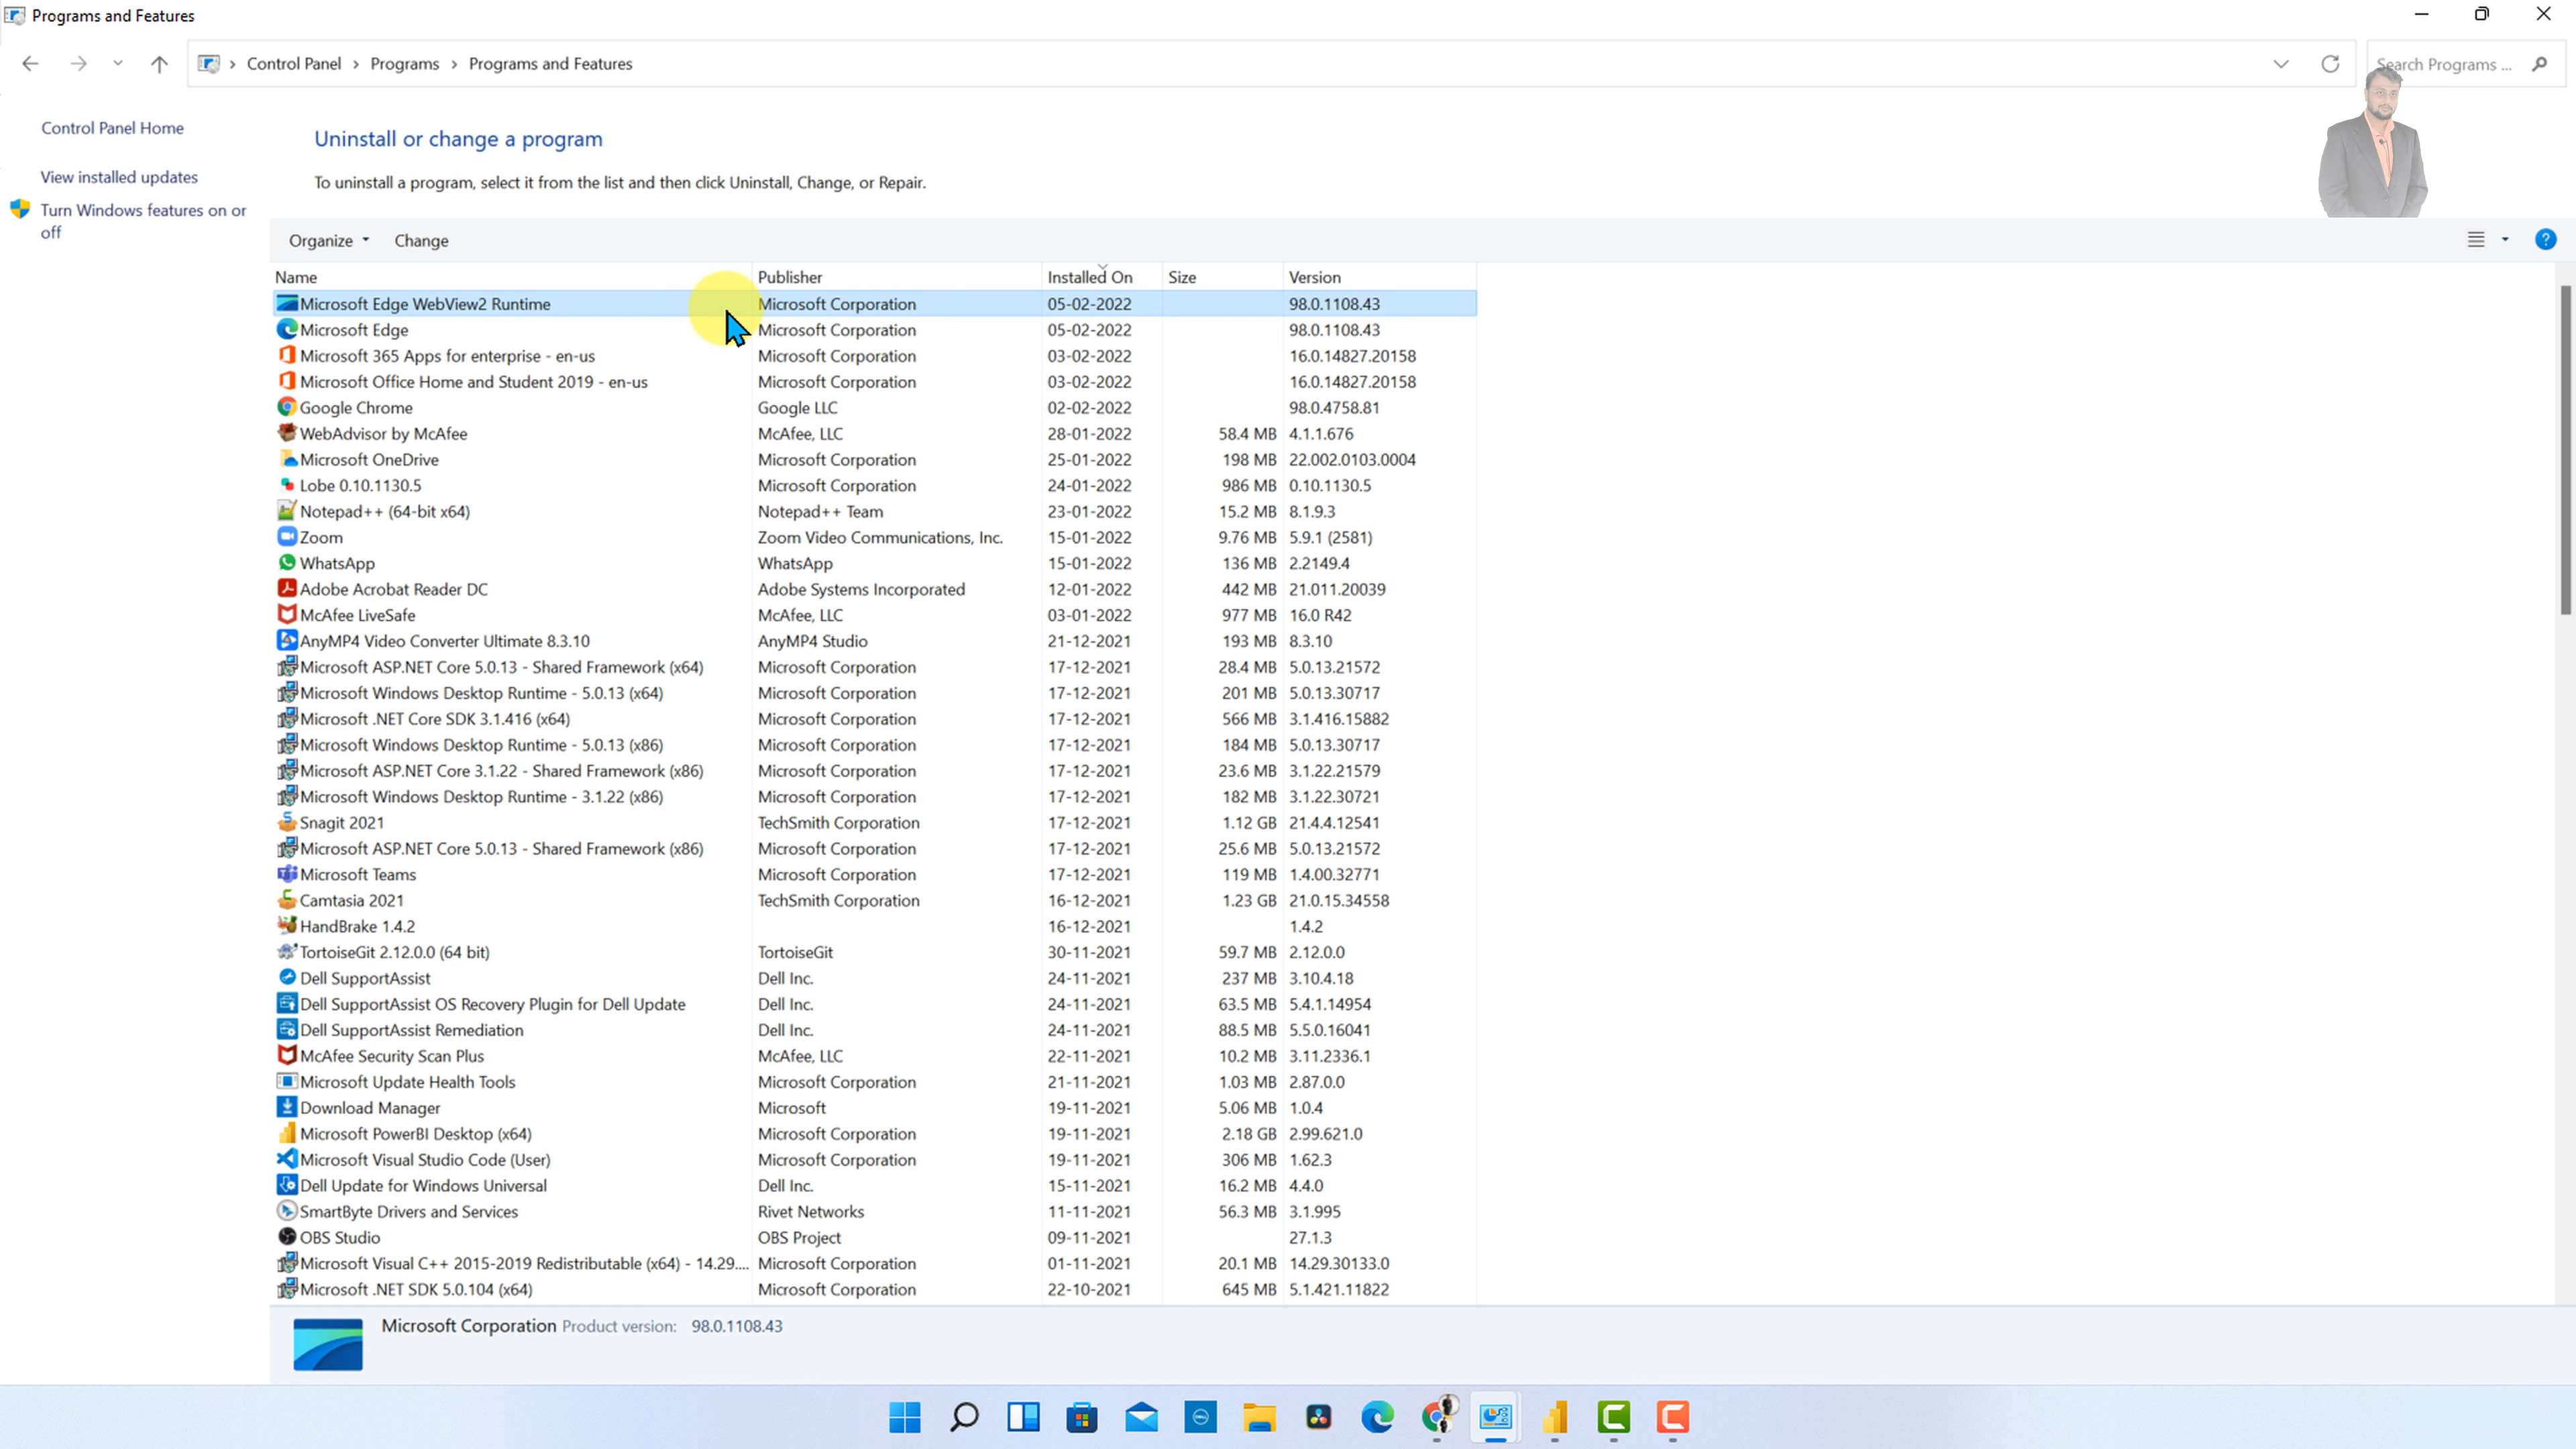 Programs and Features
Control Panel > Programs > Programs and Features
Search Programs ...
Control Panel Home
View installed updates
Turn Windows features on or
off
Uninstall or change a program
To uninstall a program, select it from the list and then click Uninstall, Change, or Repair.
Organize Change
Name Publisher Installed On Size Version
Microsoft Edge WebView2 Runtime Microsoft Corporation 05-02-2022 98.0.1108.43
Microsoft Edge Microsoft Corporation 05-02-2022 98.0.1108.43
Microsoft 365 Apps for enterprise - en-us Microsoft Corporation 03-02-2022 16.0.14827.20158
Microsoft Office Home and Student 2019 - en-us Microsoft Corporation 03-02-2022 16.0.14827.20158
Google Chrome Google LLC 02-02-2022 98.0.4758.81
WebAdvisor by McAfee McAfee, LLC 28-01-2022 58.4 MB 4.1.1.676
Microsoft OneDrive Microsoft Corporation 25-01-2022 198 MB 22.002.0103.0004
Lobe 0.10.1130.5 Microsoft Corporation 24-01-2022 986 MB 0.10.1130.5
Notepad++ (64-bit x64) Notepad++ Team 23-01-2022 15.2 MB 8.1.9.3
Zoom Zoom Video Communications, Inc. 15-01-2022 9.76 MB 5.9.1 (2581)
WhatsApp WhatsApp 15-01-2022 136 MB 2.2149.4
Adobe Acrobat Reader DC Adobe Systems Incorporated 12-01-2022 442 MB 21.011.20039
McAfee LiveSafe McAfee, LLC 03-01-2022 977 MB 16.0 R42
AnyMP4 Video Converter Ultimate 8.3.10 AnyMP4 Studio 21-12-2021 193 MB 8.3.10
Microsoft ASP.NET Core 5.0.13 - Shared Framework (x64) Microsoft Corporation 17-12-2021 28.4 MB 5.0.13.21572
Microsoft Windows Desktop Runtime - 5.0.13 (x64) Microsoft Corporation 17-12-2021 201 MB 5.0.13.30717
Microsoft .NET Core SDK 3.1.416 (x64) Microsoft Corporation 17-12-2021 566 MB 3.1.416.15882
Microsoft Windows Desktop Runtime - 5.0.13 (x86) Microsoft Corporation 17-12-2021 184 MB 5.0.13.30717
Microsoft ASP.NET Core 3.1.22 - Shared Framework (x86) Microsoft Corporation 17-12-2021 23.6 MB 3.1.22.21579
Microsoft Windows Desktop Runtime - 3.1.22 (x86) Microsoft Corporation 17-12-2021 182 MB 3.1.22.30721
Snagit 2021 TechSmith Corporation 17-12-2021 1.12 GB 21.4.4.12541
Microsoft ASP.NET Core 5.0.13 - Shared Framework (x86) Microsoft Corporation 17-12-2021 25.6 MB 5.0.13.21572
Microsoft Teams Microsoft Corporation 17-12-2021 119 MB 1.4.00.32771
Camtasia 2021 TechSmith Corporation 16-12-2021 1.23 GB 21.0.15.34558
HandBrake 1.4.2 16-12-2021 1.4.2
TortoiseGit 2.12.0.0 (64 bit) TortoiseGit 30-11-2021 59.7 MB 2.12.0.0
Dell SupportAssist Dell Inc. 24-11-2021 237 MB 3.10.4.18
Dell SupportAssist OS Recovery Plugin for Dell Update Dell Inc. 24-11-2021 63.5 MB 5.4.1.14954
Dell SupportAssist Remediation Dell Inc. 24-11-2021 88.5 MB 5.5.0.16041
McAfee Security Scan Plus McAfee, LLC 22-11-2021 10.2 MB 3.11.2336.1
Microsoft Update Health Tools Microsoft Corporation 21-11-2021 1.03 MB 2.87.0.0
Download Manager Microsoft 19-11-2021 5.06 MB 1.0.4
Microsoft PowerBI Desktop (x64) Microsoft Corporation 19-11-2021 2.18 GB 2.99.621.0
Microsoft Visual Studio Code (User) Microsoft Corporation 19-11-2021 306 MB 1.62.3
Dell Update for Windows Universal Dell Inc. 15-11-2021 16.2 MB 4.4.0
SmartByte Drivers and Services Rivet Networks 11-11-2021 56.3 MB 3.1.995
OBS Studio OBS Project 09-11-2021 27.1.3
Microsoft Visual C++ 2015-2019 Redistributable (x64) - 14.29.... Microsoft Corporation 01-11-2021 20.1 MB 14.29.30133.0
Microsoft .NET SDK 5.0.104 (x64) Microsoft Corporation 22-10-2021 645 MB 5.1.421.11822
Microsoft Corporation Product version: 98.0.1108.43